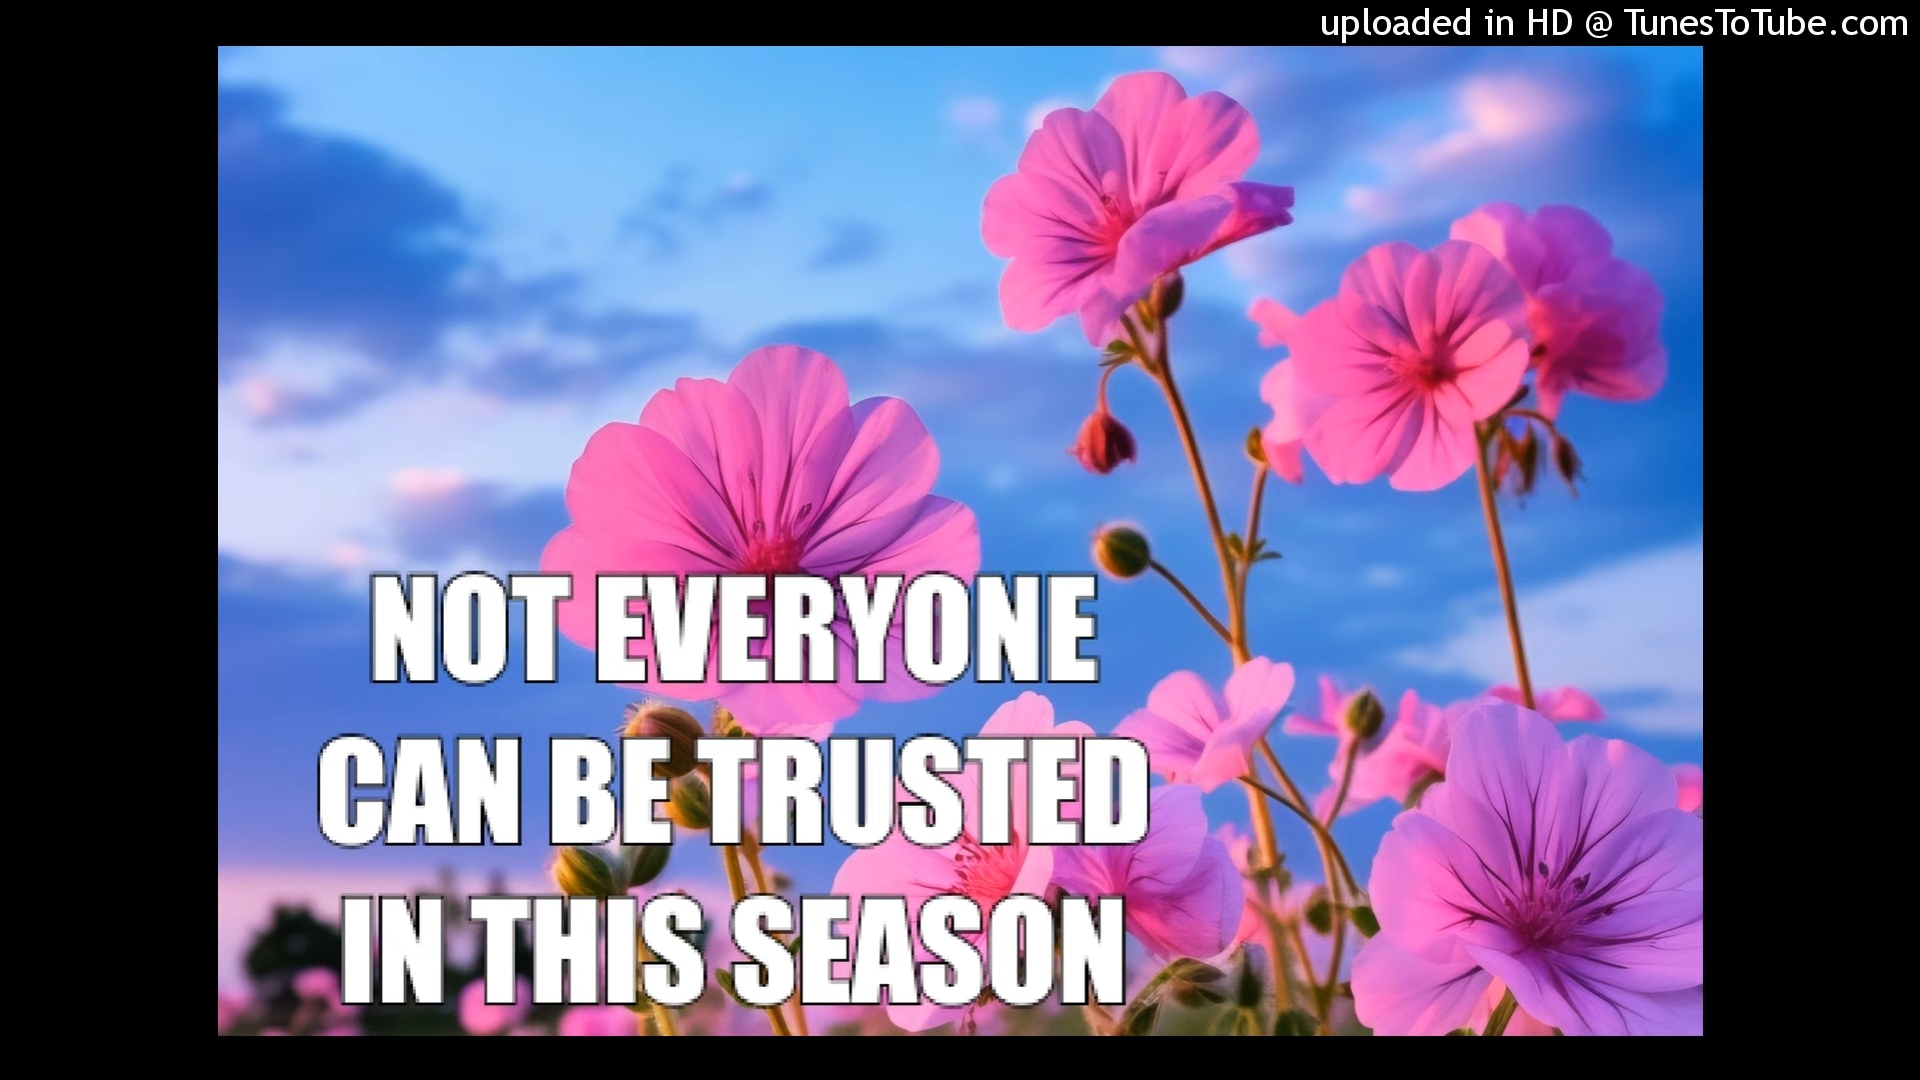 uploaded in HD @ TunesToTube.com
NOT EVERYONE
CAN BE TRUSTED
IN THIS SEASON